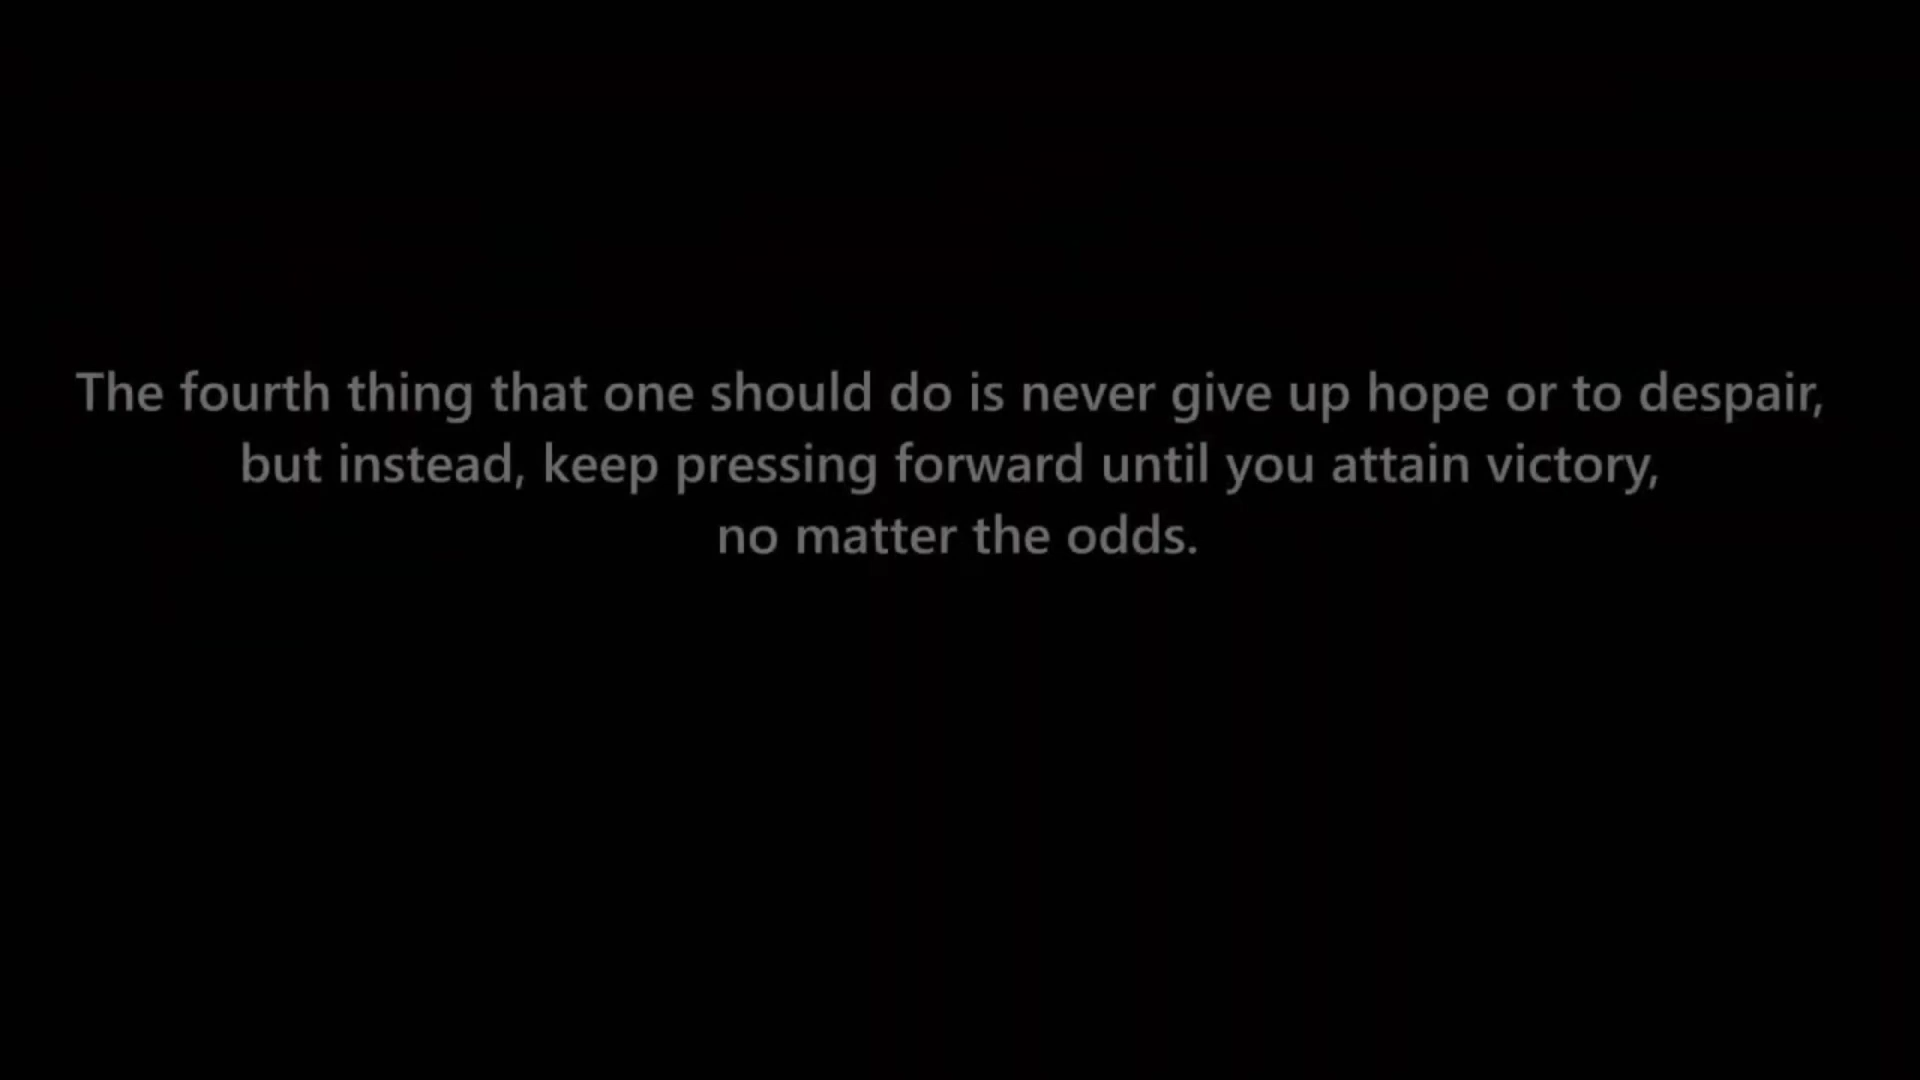 The fourth thing that one should do is never give up hope or to despair,
but instead, keep pressing forward until you attain victory,
no matter the odds.